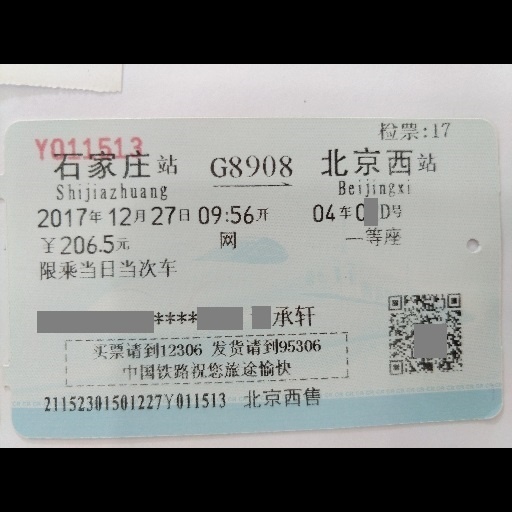 检票:17
Y011513
石家庄站 G8908 北京西站
Shijiazhuang Beijingxi
2017年12月27日09:56开 04车0 D号
￥206.5元 网 一等座
限乘当日当次车
**** 承轩
买票请到12306 发货请到95306
中国铁路祝您旅途愉快
21152301501227Y011513 北京西售